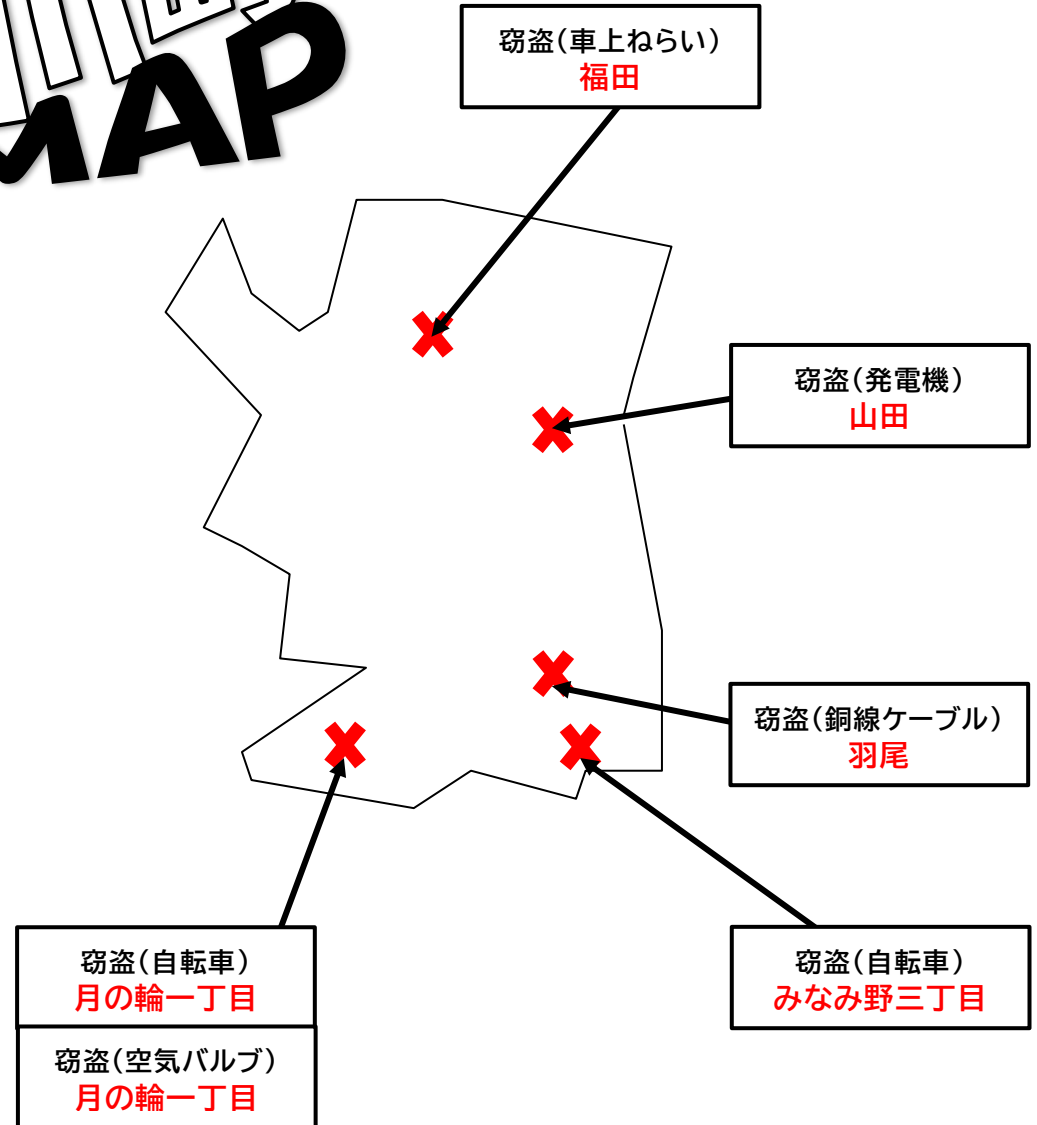 MAP
窃盗(車上ねらい)
福田
窃盗(発電機)
山田
窃盗(銅線ケーブル)
羽尾
窃盗(自転車)
月の輪一丁目
窃盗(空気バルブ)
月の輪一丁目
窃盗(自転車)
みなみ野三丁目